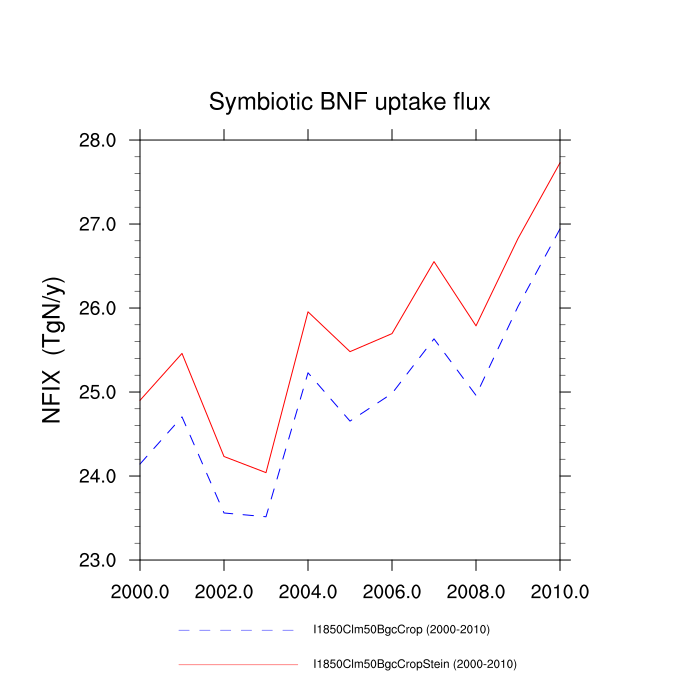 Symbiotic BNF uptake flux
NFIX (TgN/y)
28.0
27.0
26.0
25.0
24.0
23.0
2000.0 2002.0 2004.0 2006.0 2008.0 2010.0
I1850Clm50BgcCrop (2000-2010)
I1850Clm50BgcCropStein (2000-2010)